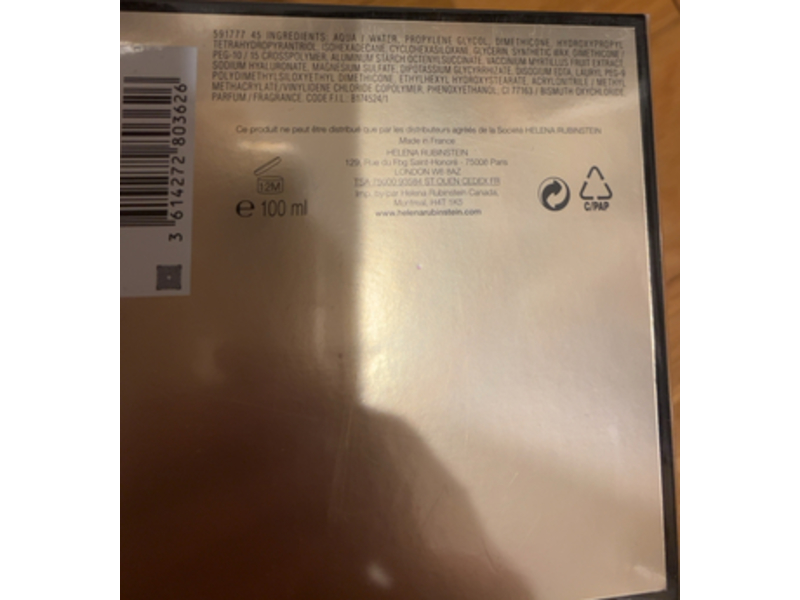 591777 45 INGREDIENTS: AQUA / WATER, PROPYLENE GLYCOL, DIMETHICONE, HYDROXYPROPYL
TETRAHYDROPYRANTRIOL, ISOHEXADECANE, CYCLOHEXASILOXANE, GLYCERIN, SYNTHETIC WAX, DIMETHICONE /
PEG-10 / 15 CROSSPOLYMER, ALUMINUM STARCH OCTENYLSUCCINATE, VACCINIUM MYRTILLUS FRUIT EXTRACT,
SODIUM HYALURONATE, MAGNESIUM SULFATE, DIPOTASSIUM GLYCYRRHIZATE, DISODIUM EDTA, LAURYL PEG-9
POLYDIMETHYLSILOXYETHYL DIMETHICONE, ETHYLHEXYL HYDROXYSTEARATE, ACRYLONITRILE / METHYL
METHACRYLATE/VINYLIDENE CHLORIDE COPOLYMER, PHENOXYETHANOL, CI 77163 / BISMUTH OXYCHLORIDE,
PARFUM / FRAGRANCE. CODE F.I.L.: B174524/1
Ce produit ne peut être distribué que par les distributeurs agréés de la Société HELENA RUBINSTEIN
Made in France
HELENA RUBINSTEIN
129, Rue du Fbg Saint-Honoré - 75008 Paris
LONDON W6 8AZ
TSA 75000 93584 ST OUEN CEDEX FR
Imp. by-par Helena Rubinstein Canada,
Montreal, H4T 1K5
www.helenarubinstein.com
12M
e 100 ml
C/PAP
3 614272 803626